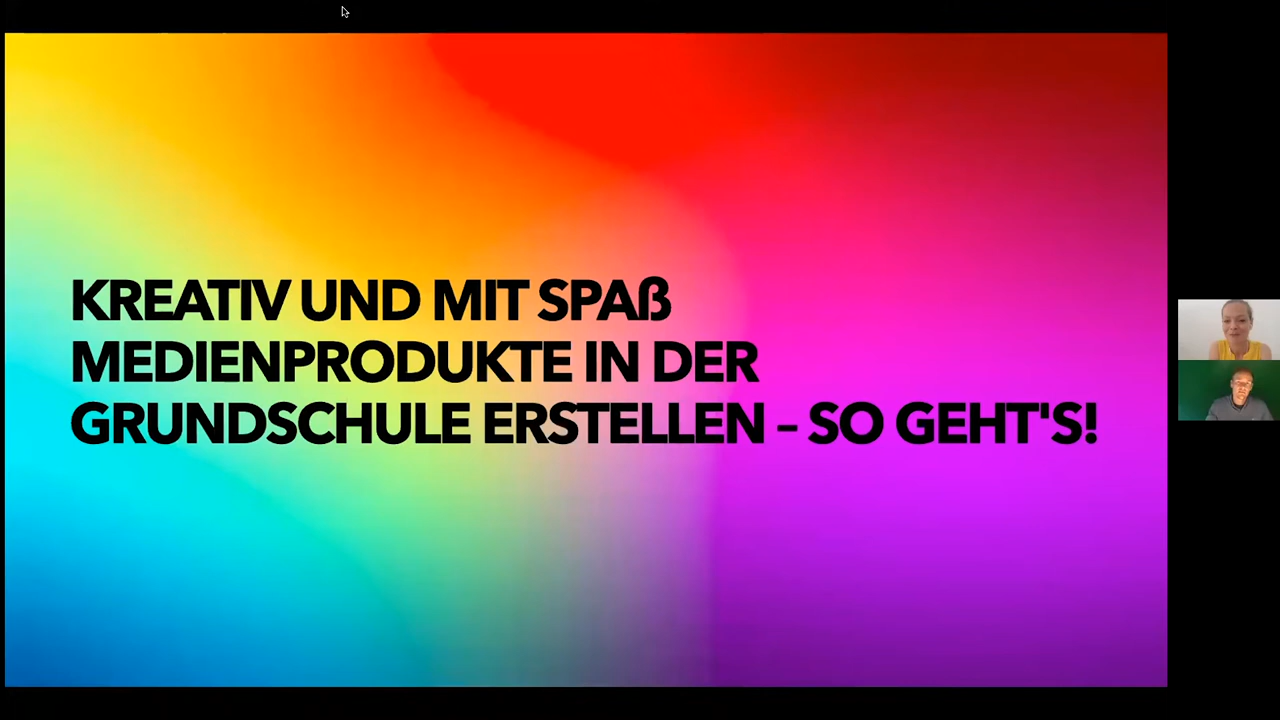 KREATIV UND MIT SPAß
MEDIENPRODUKTE IN DER
GRUNDSCHULE ERSTELLEN – SO GEHT'S!